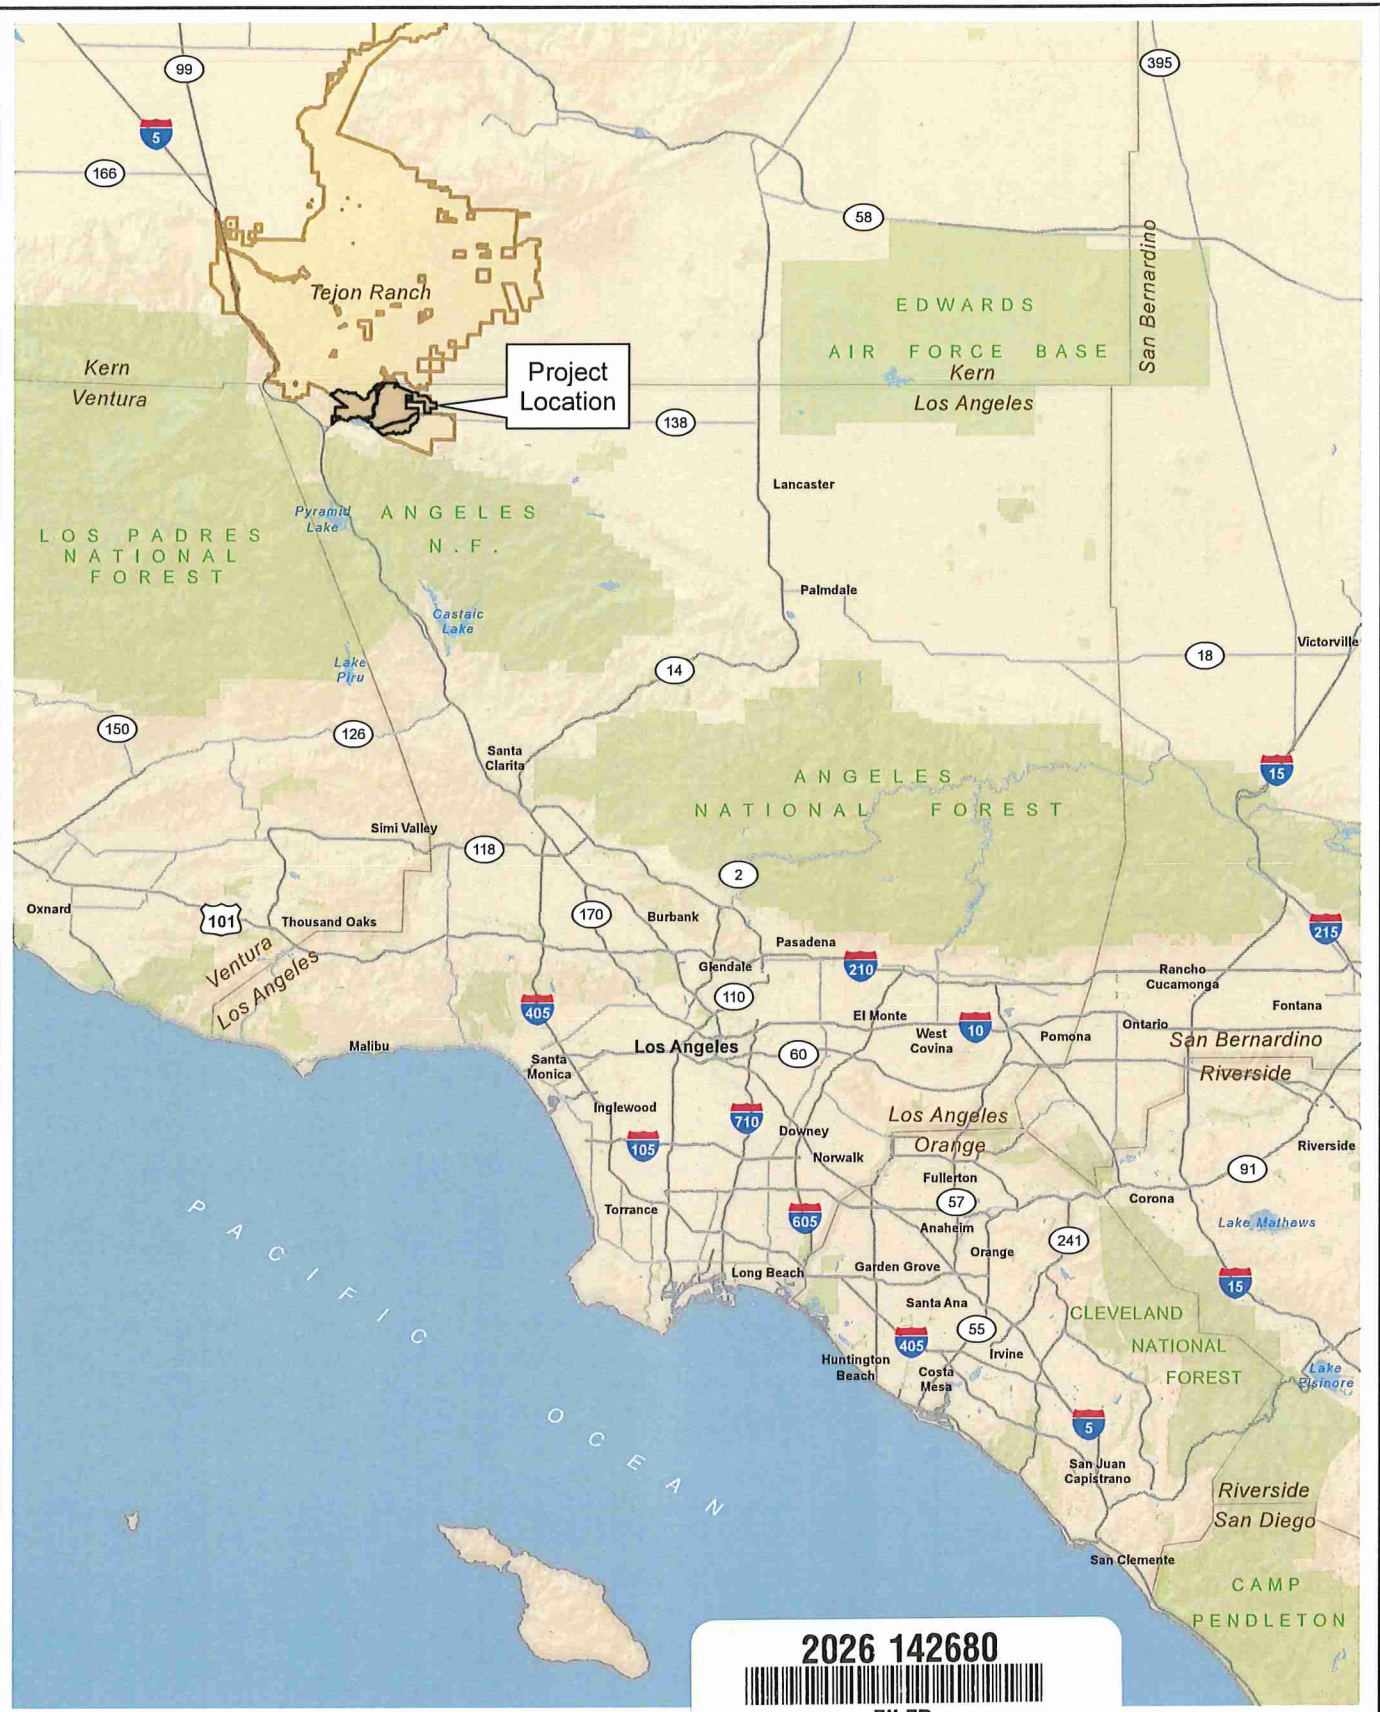 99
395
5
166
58
Tejon Ranch
San Bernardino
EDWARDS
AIR FORCE BASE
Kern
Ventura
Kern
Los Angeles
Project
Location
138
Lancaster
Pyramid
Lake
ANGELES
N.F.
LOS PADRES
NATIONAL
FOREST
Palmdale
Castaic
Lake
Victorville
18
Lake
Piru
14
150
126
Santa
Clarita
15
ANGELES
NATIONAL FOREST
Simi Valley
118
2
Oxnard
101
Thousand Oaks
170
Burbank
215
Pasadena
Ventura
Los Angeles
Glendale
210
Rancho
Cucamonga
110
405
Fontana
El Monte
10
Ontario
West
Covina
Pomona
San Bernardino
Riverside
Malibu
Los Angeles
60
Santa
Monica
Inglewood
710
Los Angeles
Orange
Downey
105
Norwalk
Riverside
91
Fullerton
57
Corona
Torrance
605
Anaheim
Lake Mathews
241
Orange
Long Beach
Garden Grove
15
PACIFIC
OCEAN
Santa Ana
55
405
Irvine
CLEVELAND
NATIONAL
FOREST
Huntington
Beach
Costa
Mesa
Lake
Elsinore
5
San Juan
Capistrano
Riverside
San Diego
San Clemente
CAMP
PENDLETON
2026 142680